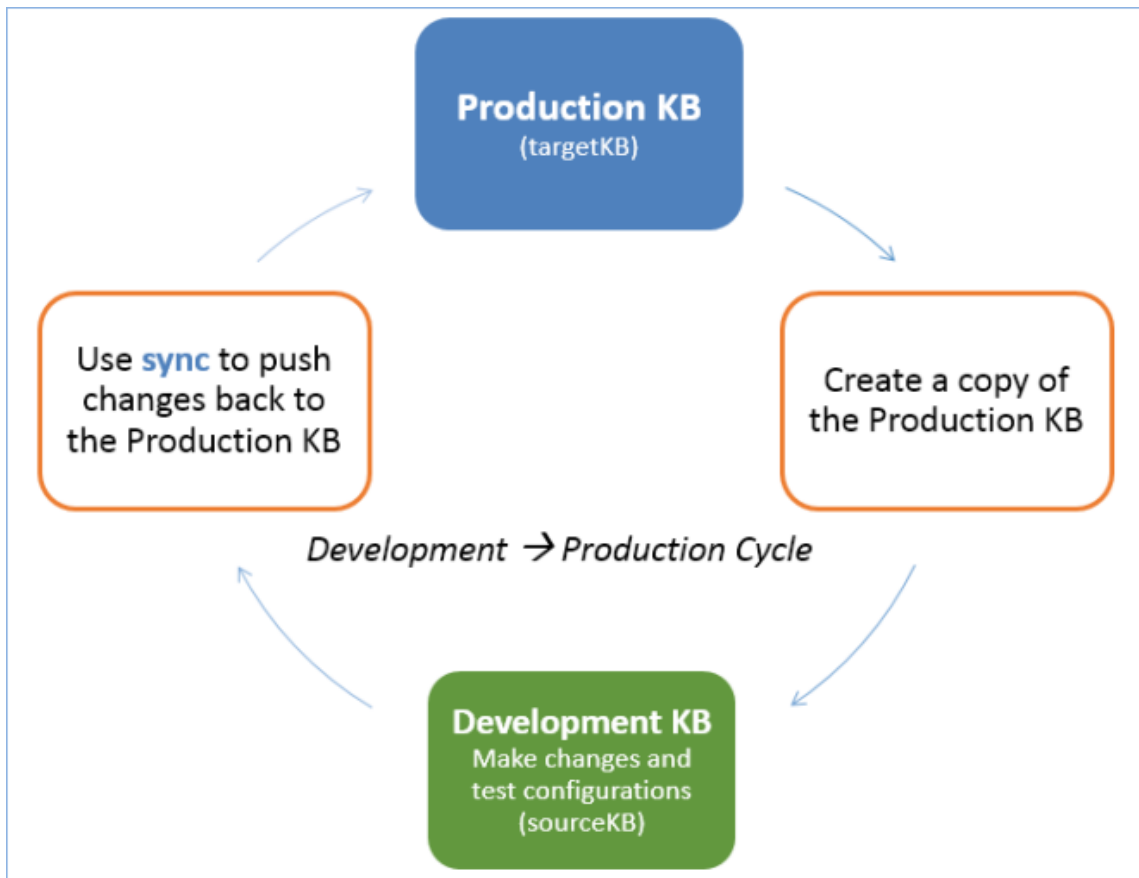 Production KB
(targetKB)
Use sync to push
changes back to
the Production KB
Create a copy of
the Production KB
Development → Production Cycle
Development KB
Make changes and
test configurations
(sourceKB)